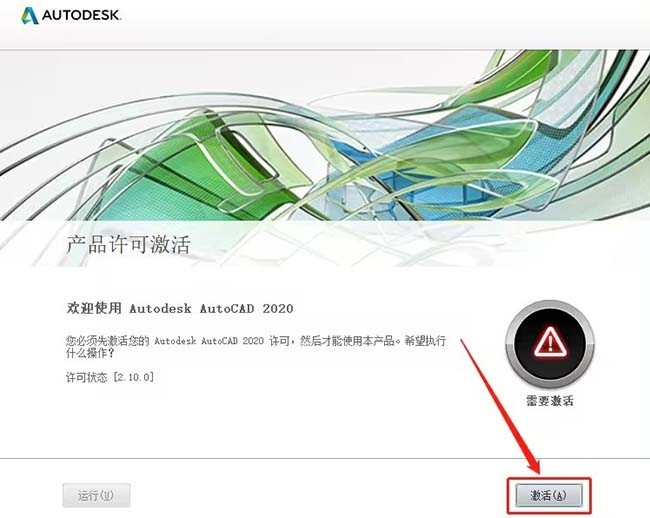 AUTODESK.
产品许可激活
欢迎使用 Autodesk AutoCAD 2020
您必须先激活您的 Autodesk AutoCAD 2020 许可，然后才能使用本产品。希望执行
什么操作？
许可状态 [2.10.0]
需要激活
运行(U)
激活(A)